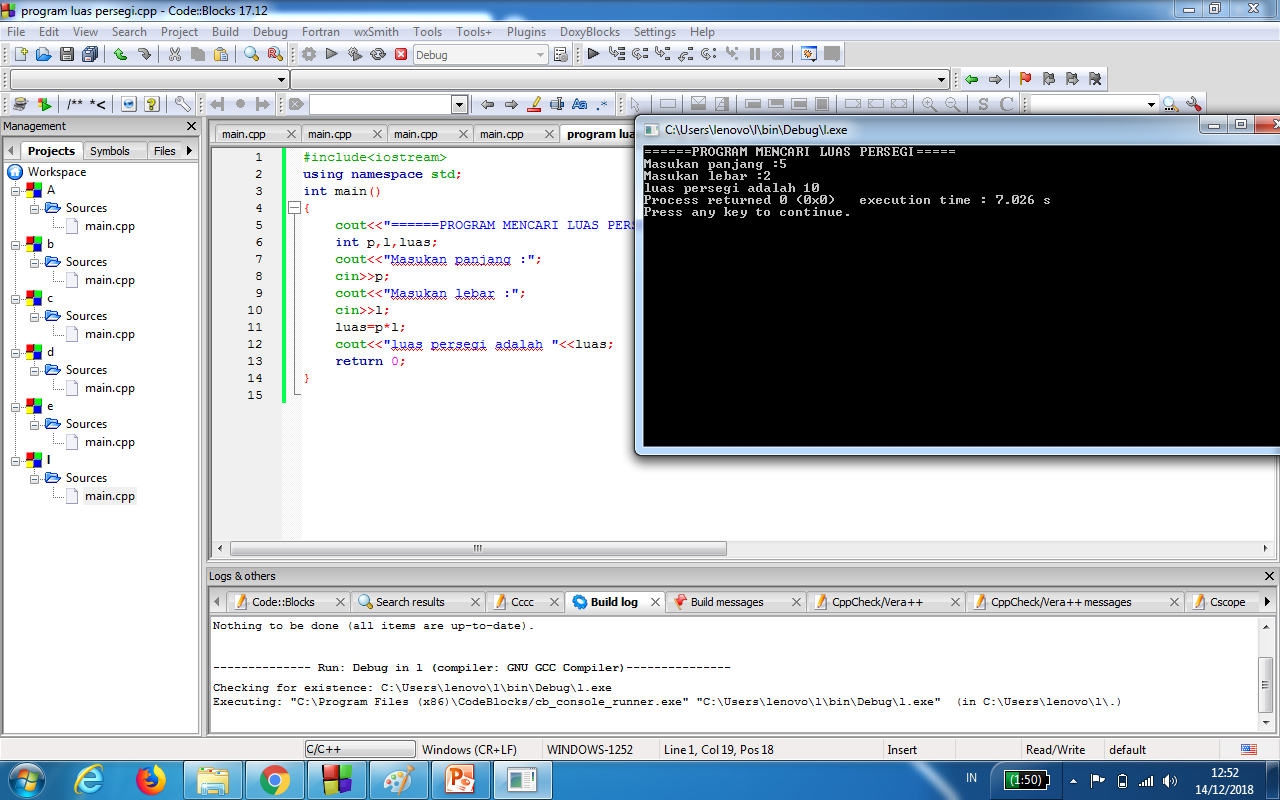 program luas persegi.cpp - Code::Blocks 17.12
File Edit View Search Project Build Debug Fortran wxSmith Tools Tools+ Plugins DoxyBlocks Settings Help
Debug
/** *<
Aa .*
S C
Management
Projects Symbols Files
Workspace
A
Sources
main.cpp
b
Sources
main.cpp
c
Sources
main.cpp
d
Sources
main.cpp
e
Sources
main.cpp
l
Sources
main.cpp
main.cpp main.cpp main.cpp main.cpp program lua
1 #include<iostream>
2 using namespace std;
3 int main()
4 {
5 cout<<"======PROGRAM MENCARI LUAS PERS
6 int p,l,luas;
7 cout<<"Masukan panjang :";
8 cin>>p;
9 cout<<"Masukan lebar :";
10 cin>>l;
11 luas=p*l;
12 cout<<"luas persegi adalah "<<luas;
13 return 0;
14 }
15
C:\Users\lenovo\l\bin\Debug\l.exe
======PROGRAM MENCARI LUAS PERSEGI=====
Masukan panjang :5
Masukan lebar :2
luas persegi adalah 10
Process returned 0 (0x0) execution time : 7.026 s
Press any key to continue.
Logs & others
Code::Blocks Search results Cccc Build log Build messages CppCheck/Vera++ CppCheck/Vera++ messages Cscope
Nothing to be done (all items are up-to-date).
-------------- Run: Debug in l (compiler: GNU GCC Compiler)---------------
Checking for existence: C:\Users\lenovo\l\bin\Debug\l.exe
Executing: "C:\Program Files (x86)\CodeBlocks/cb_console_runner.exe" "C:\Users\lenovo\l\bin\Debug\l.exe" (in C:\Users\lenovo\l\.)
C/C++ Windows (CR+LF) WINDOWS-1252 Line 1, Col 19, Pos 18 Insert Read/Write default
IN (1:50) 12:52
14/12/2018